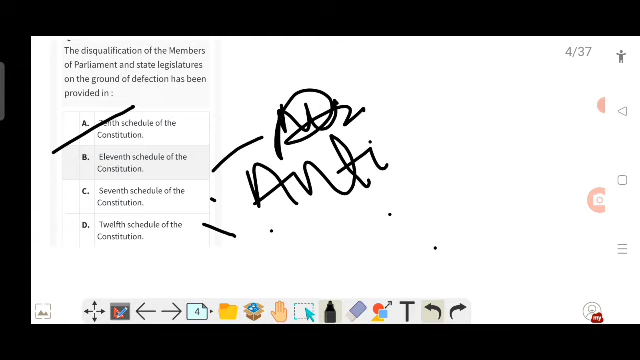 The disqualification of the Members
of Parliament and state legislatures
on the ground of defection has been
provided in :
A. Tenth schedule of the
Constitution.
B. Eleventh schedule of the
Constitution.
C. Seventh schedule of the
Constitution.
D. Twelfth schedule of the
Constitution.
Anti
4/37
4
my